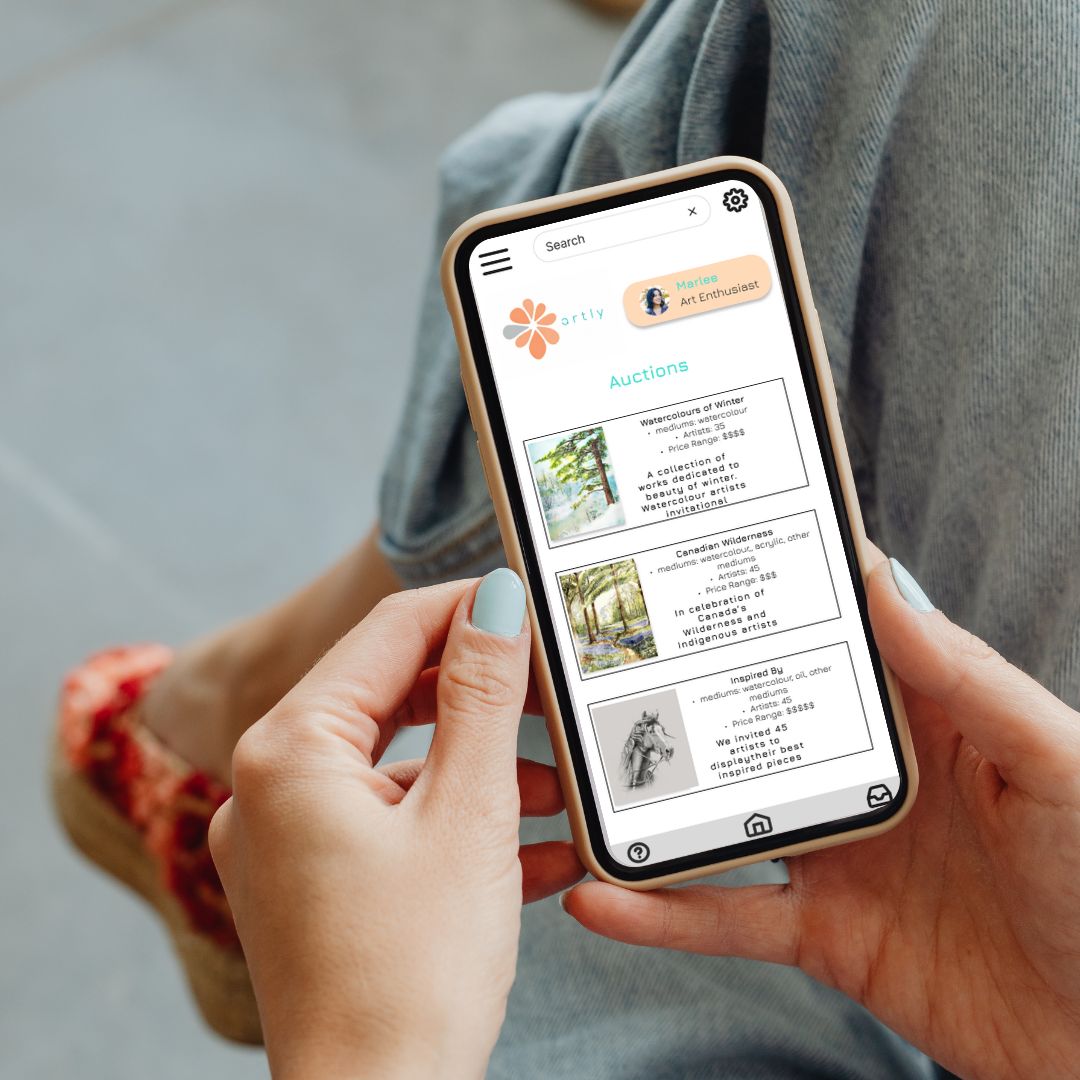 Search
artly
Marlee
Art Enthusiast
Auctions
Watercolours of Winter
• mediums: watercolour
• Artists: 35
• Price Range: $$$$
A collection of
works dedicated to
beauty of winter.
Watercolour artists
invitational
Canadian Wilderness
• mediums: watercolour,, acrylic, other
mediums
• Artists: 45
• Price Range: $$$
In celebration of
Canada's
Wilderness and
Indigenous artists
Inspired By
• mediums: watercolour, oil, other
mediums
• Artists: 45
• Price Range: $$$$$
We invited 45
artists to
displaytheir best
inspired pieces